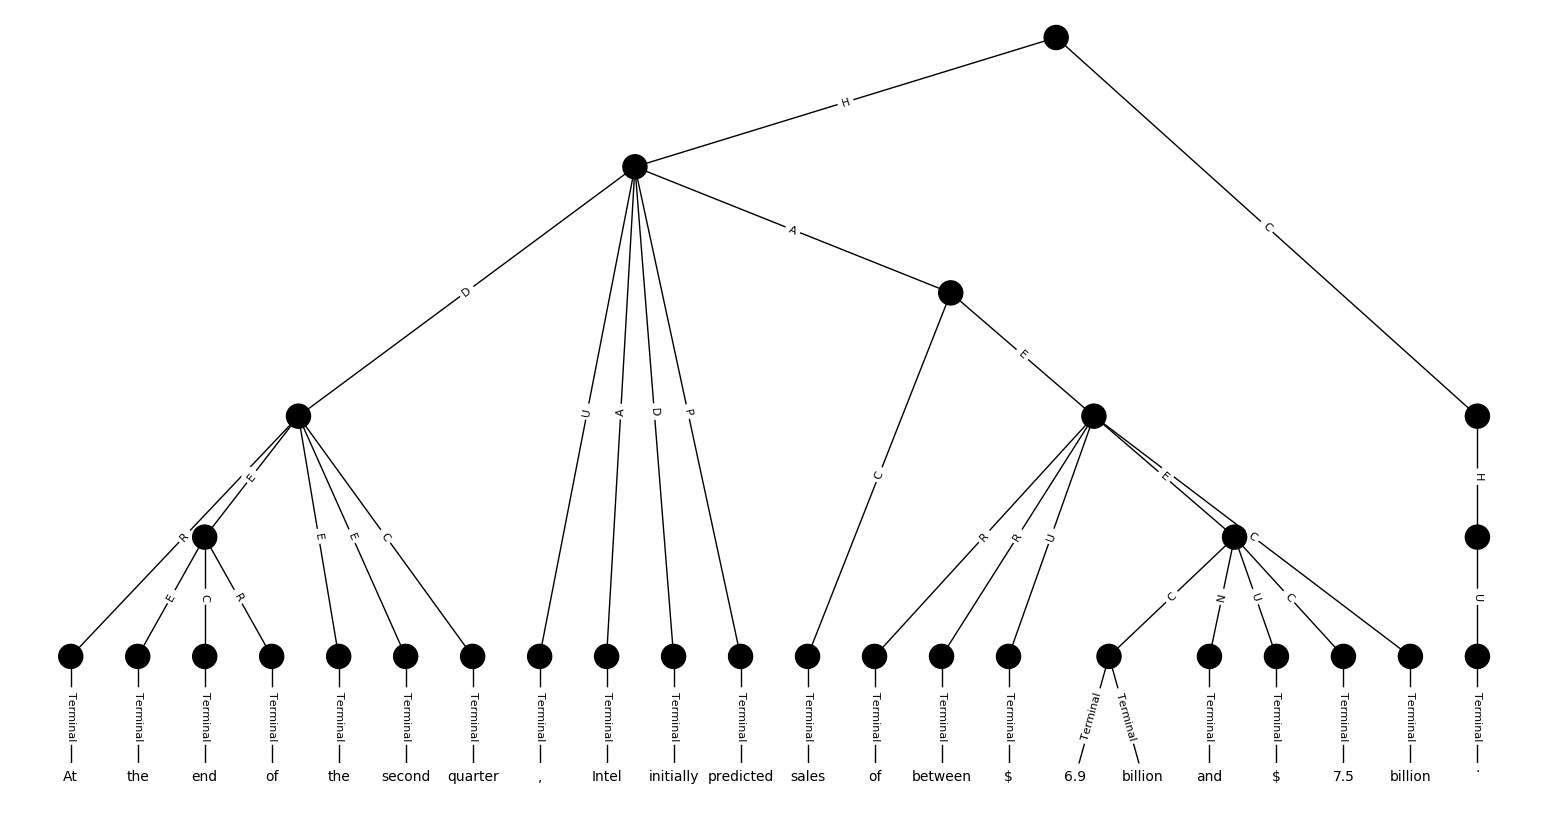 H
C
A
D
E
U A D P
C
E E H
R E E C R R U C
E C R C N U C U
Terminal Terminal Terminal Terminal Terminal Terminal Terminal Terminal Terminal Terminal Terminal Terminal Terminal Terminal Terminal Terminal Terminal Terminal Terminal Terminal Terminal Terminal
At the end of the second quarter , Intel initially predicted sales of between $ 6.9 billion and $ 7.5 billion .